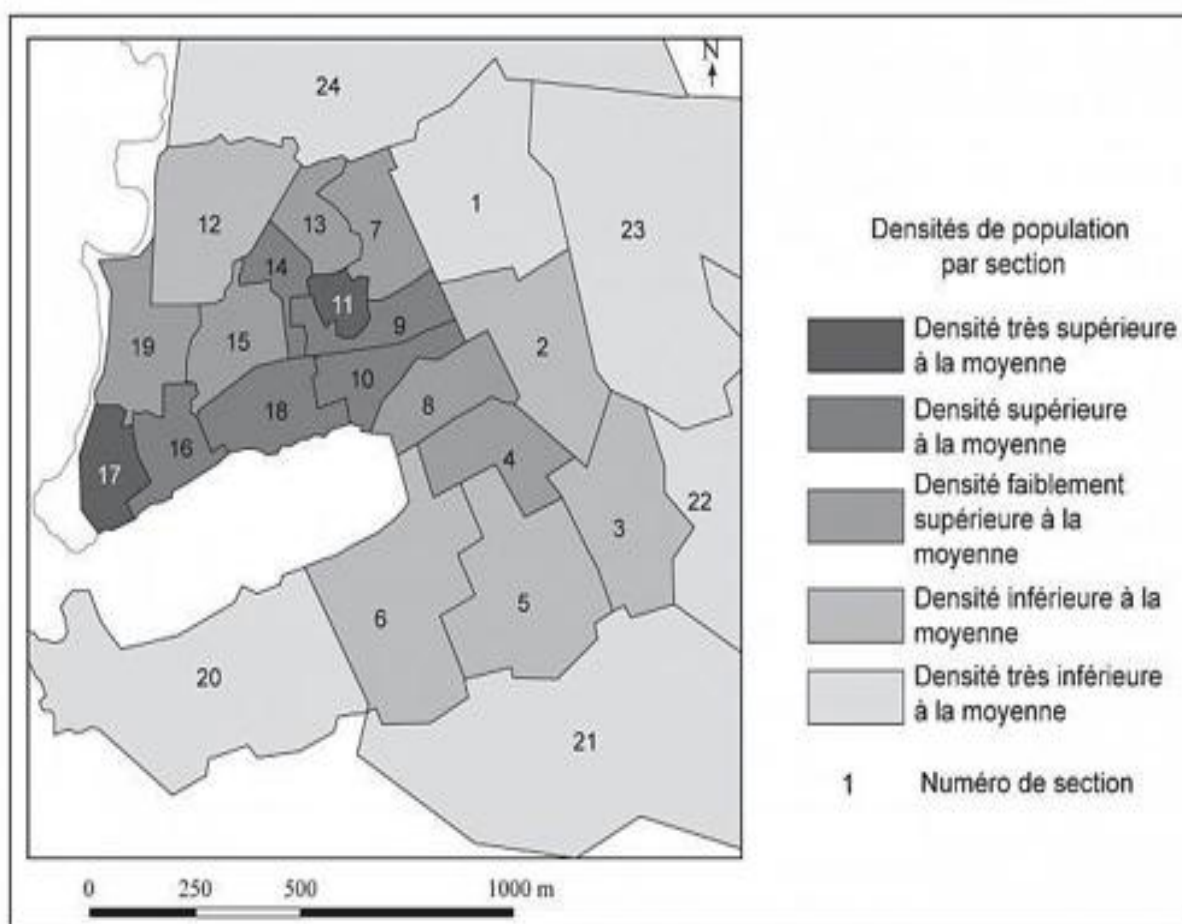 N
24
1
23
12
13
7
14
11
9
19
15
2
10
18
8
16
4
17
22
3
5
6
20
21
Densités de population
par section
Densité très supérieure
à la moyenne
Densité supérieure
à la moyenne
Densité faiblement
supérieure à la
moyenne
Densité inférieure à la
moyenne
Densité très inférieure
à la moyenne
1 Numéro de section
0 250 500 1000 m